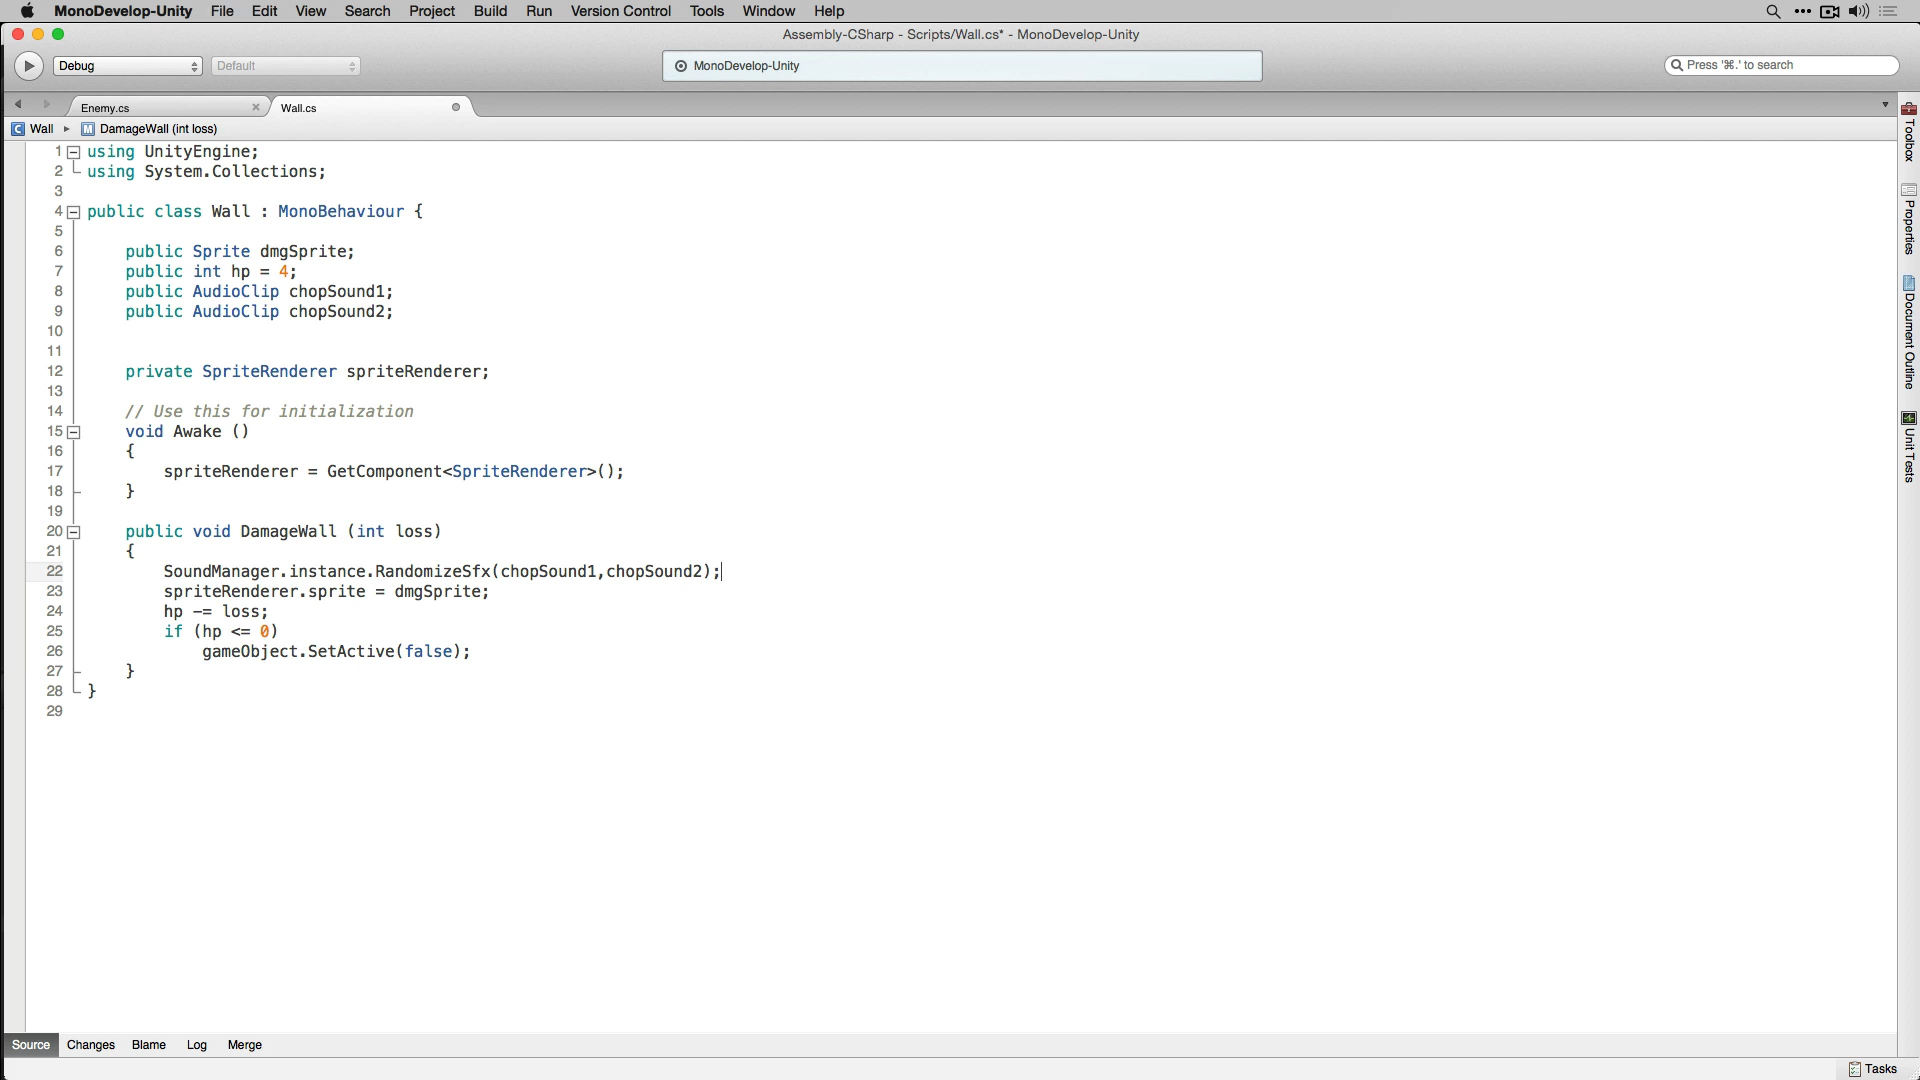 MonoDevelop-Unity File Edit View Search Project Build Run Version Control Tools Window Help
Assembly-CSharp - Scripts/Wall.cs* - MonoDevelop-Unity
Debug Default MonoDevelop-Unity Press '⌘.' to search
Enemy.cs Wall.cs
C Wall M DamageWall (int loss)
1 using UnityEngine;
2 using System.Collections;
3
4 public class Wall : MonoBehaviour {
5
6 public Sprite dmgSprite;
7 public int hp = 4;
8 public AudioClip chopSound1;
9 public AudioClip chopSound2;
10
11
12 private SpriteRenderer spriteRenderer;
13
14 // Use this for initialization
15 void Awake ()
16 {
17 spriteRenderer = GetComponent<SpriteRenderer>();
18 }
19
20 public void DamageWall (int loss)
21 {
22 SoundManager.instance.RandomizeSfx(chopSound1,chopSound2);
23 spriteRenderer.sprite = dmgSprite;
24 hp -= loss;
25 if (hp <= 0)
26 gameObject.SetActive(false);
27 }
28 }
29
Toolbox
Properties
Document Outline
Unit Tests
Source Changes Blame Log Merge
Tasks